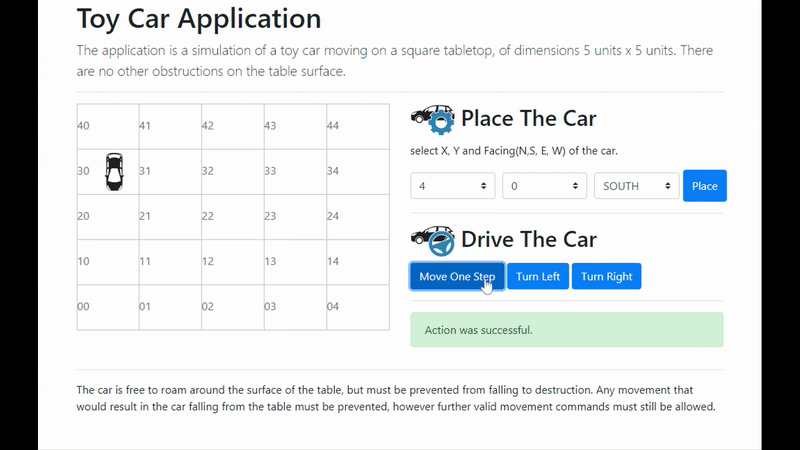 Toy Car Application
The application is a simulation of a toy car moving on a square tabletop, of dimensions 5 units x 5 units. There
are no other obstructions on the table surface.
40 41 42 43 44
30 31 32 33 34
20 21 22 23 24
10 11 12 13 14
00 01 02 03 04
Place The Car
select X, Y and Facing(N,S, E, W) of the car.
4 0 SOUTH Place
Drive The Car
Move One Step Turn Left Turn Right
Action was successful.
The car is free to roam around the surface of the table, but must be prevented from falling to destruction. Any movement that
would result in the car falling from the table must be prevented, however further valid movement commands must still be allowed.